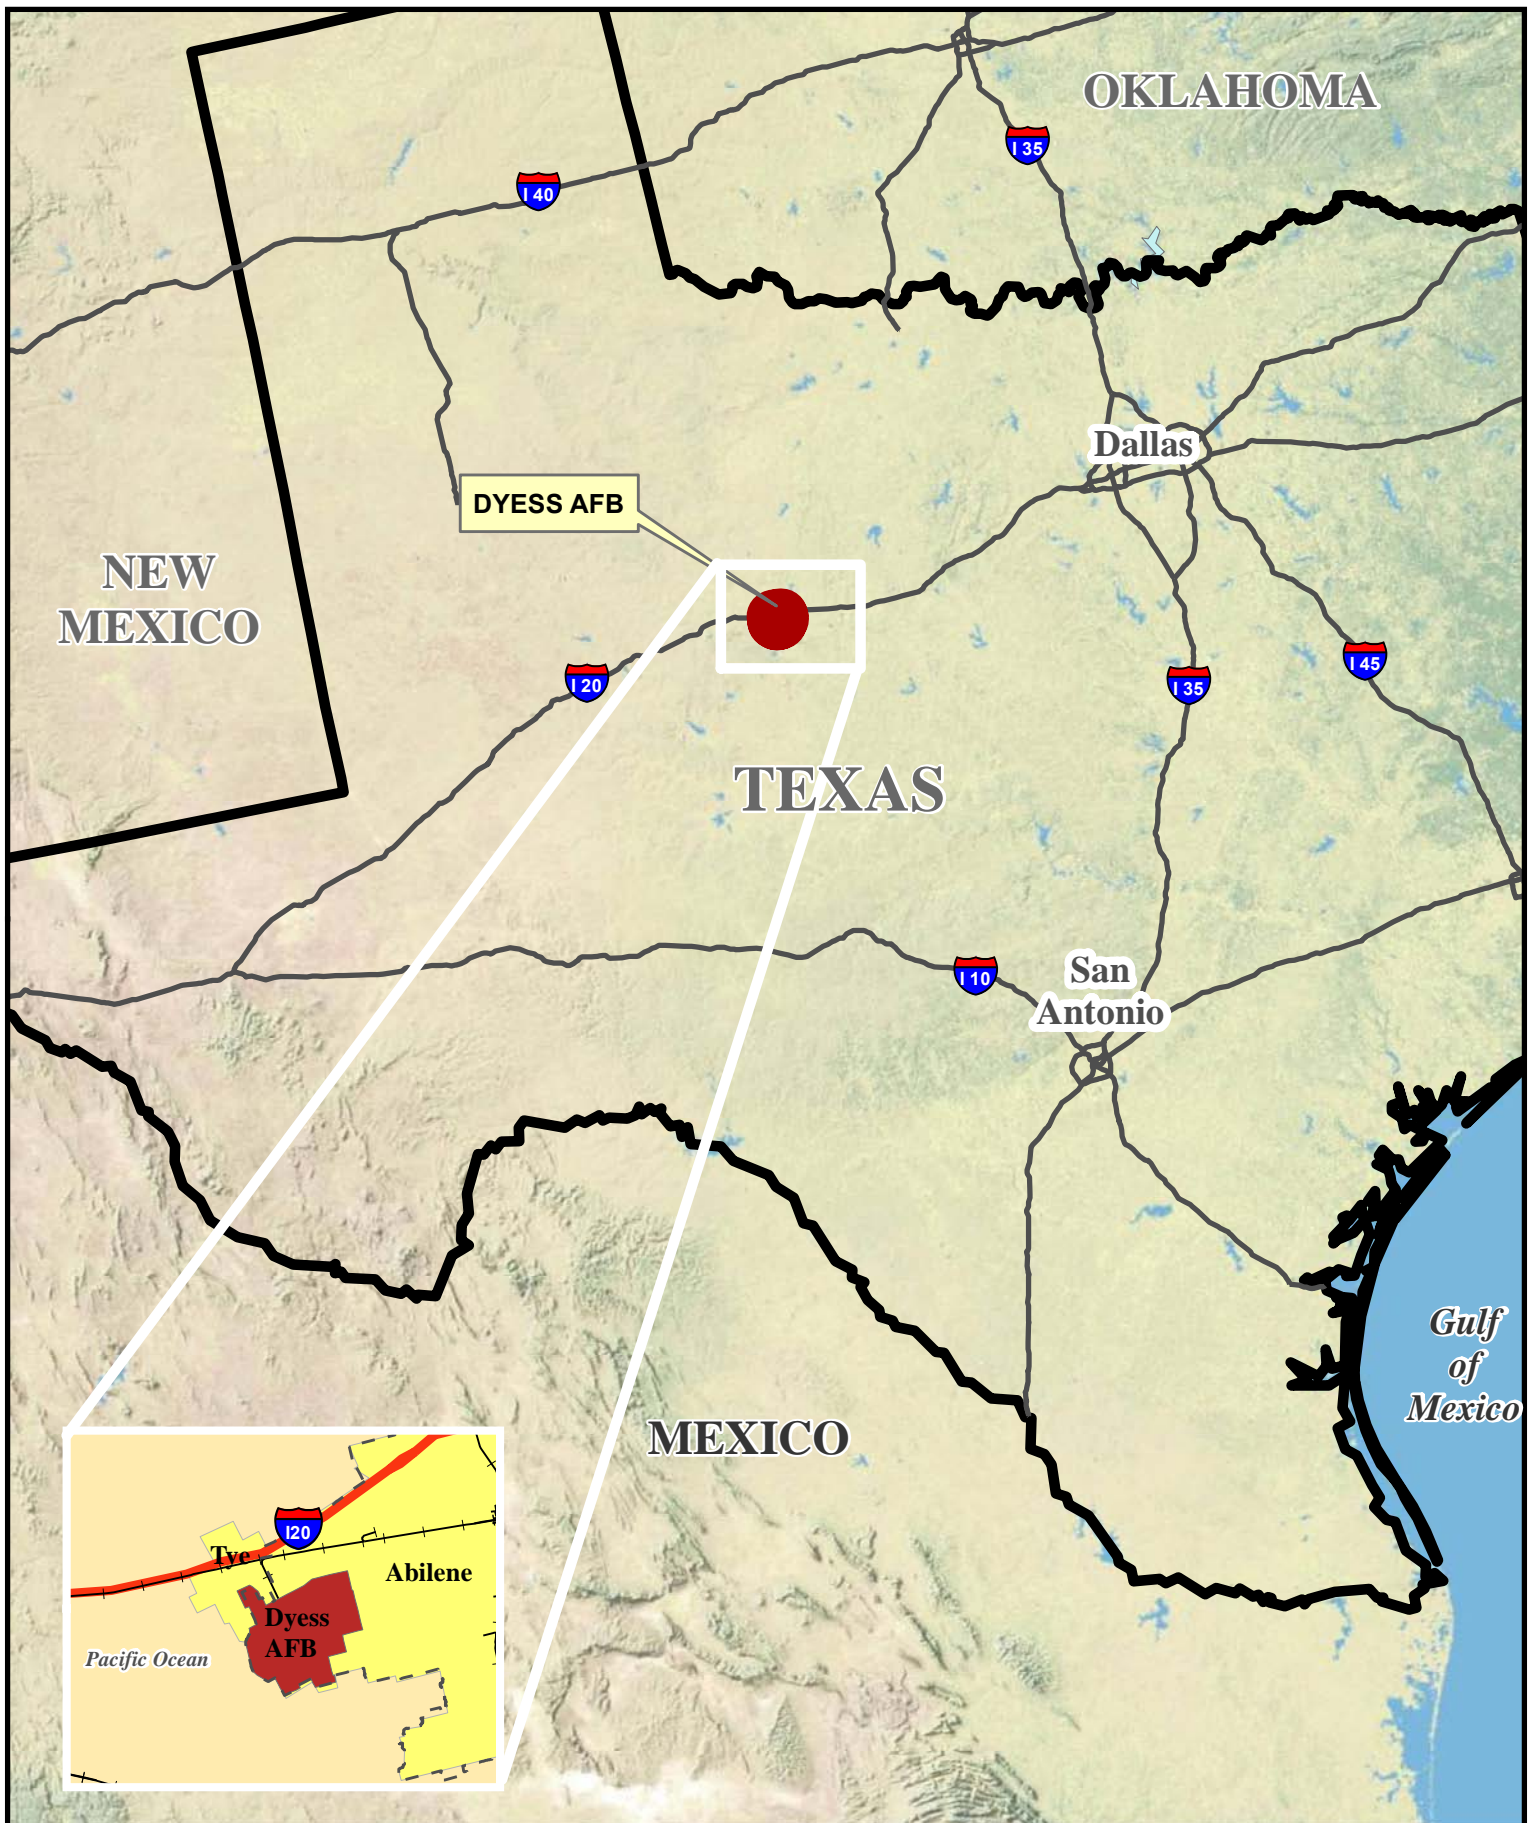 OKLAHOMA
I 35
I 40
Dallas
DYESS AFB
NEW
MEXICO
I 20
I 35
I 45
TEXAS
I 10
San
Antonio
Gulf
of
Mexico
MEXICO
I20
Tye
Abilene
Dyess
AFB
Pacific Ocean